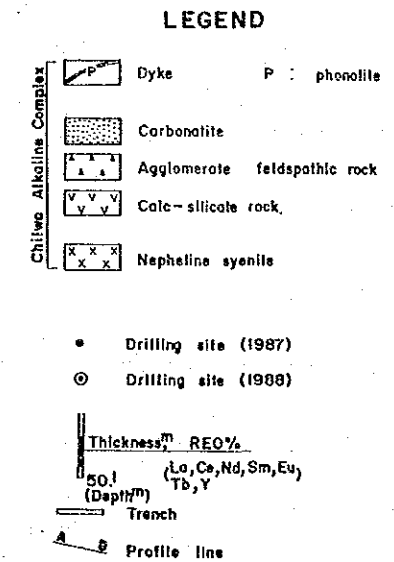 LEGEND
Chilwa Alkaline Complex
P Dyke P : phonolite
Carbonatite
Agglomerate feldspathic rock
V V V Calc-silicate rock.
V V
X X X Nepheline syenite
X X
Drilling site (1987)
Drilling site (1988)
Thickness,m REO%
50.1 (La,Ce,Nd,Sm,Eu)
(Depth m) Tb,Y
Trench
A B Profile line